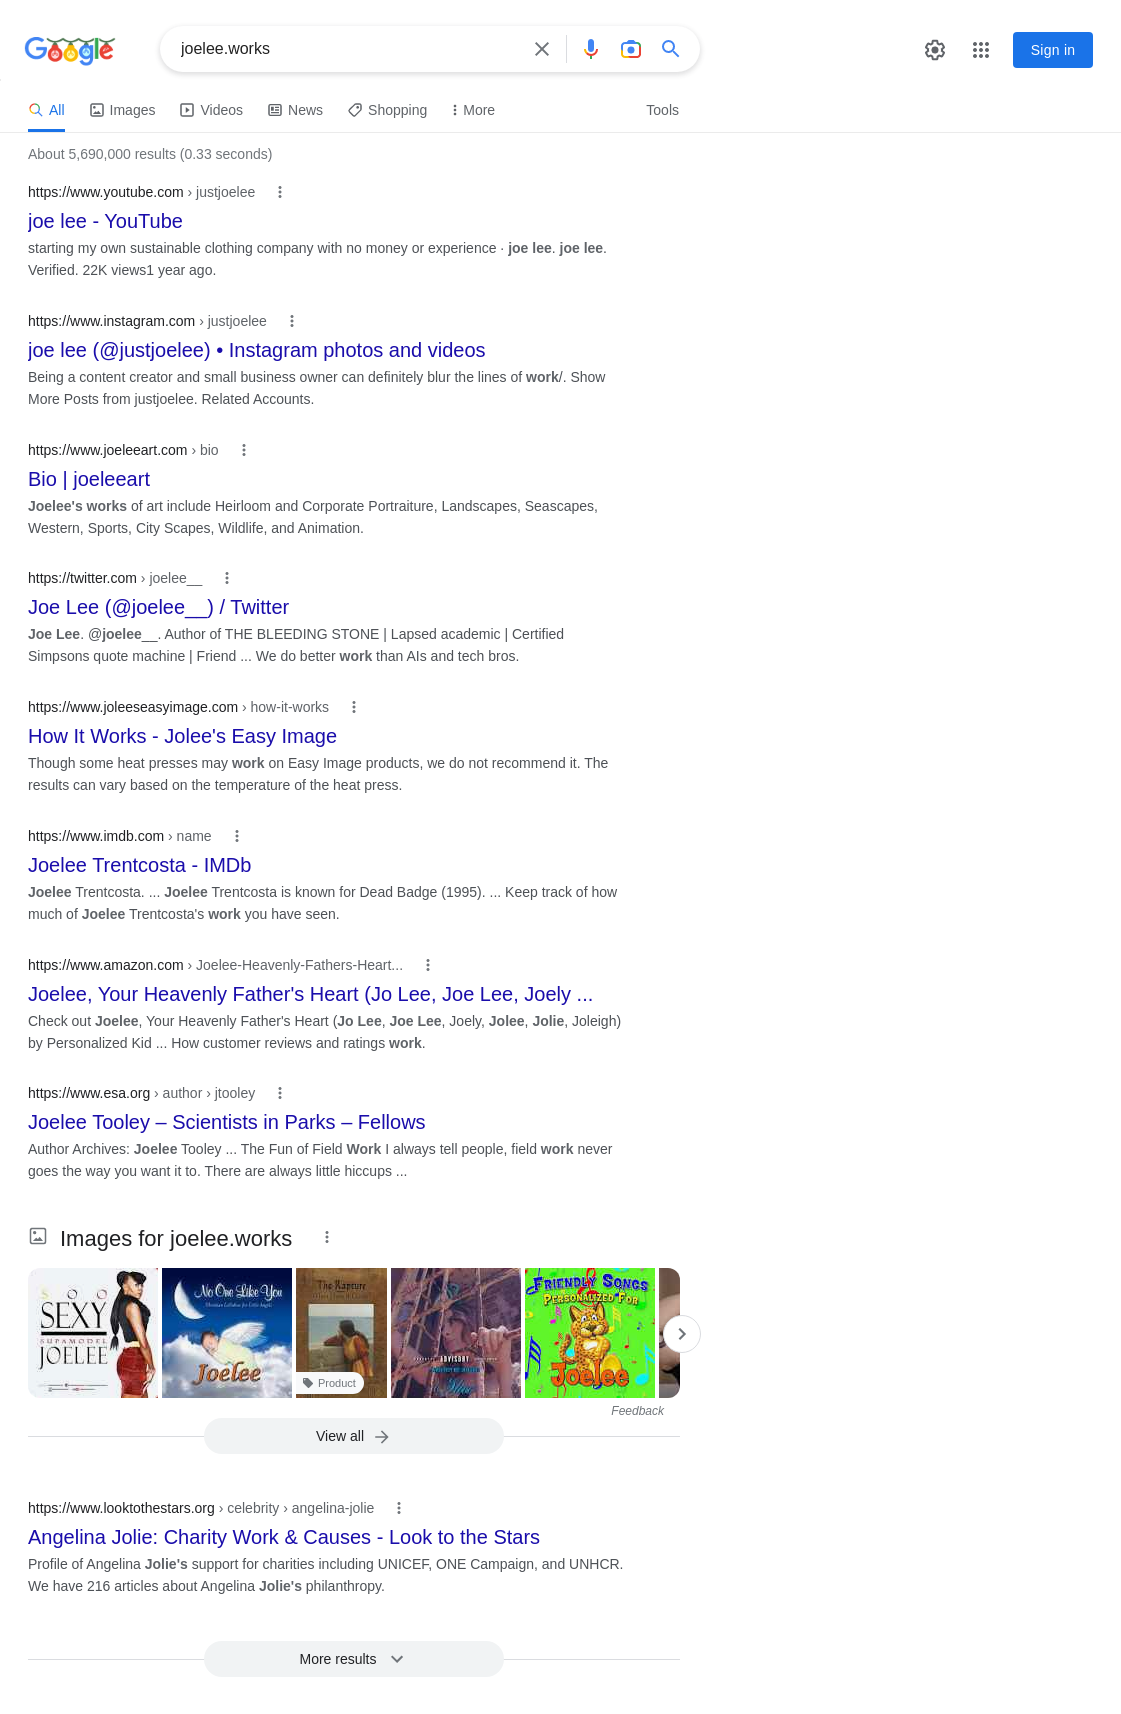 Google
joelee.works
Sign in
All Images Videos News Shopping More Tools
About 5,690,000 results (0.33 seconds)
https://www.youtube.com › justjoelee
joe lee - YouTube
starting my own sustainable clothing company with no money or experience · joe lee. joe lee.
Verified. 22K views1 year ago.
https://www.instagram.com › justjoelee
joe lee (@justjoelee) • Instagram photos and videos
Being a content creator and small business owner can definitely blur the lines of work/. Show
More Posts from justjoelee. Related Accounts.
https://www.joeleeart.com › bio
Bio | joeleeart
Joelee's works of art include Heirloom and Corporate Portraiture, Landscapes, Seascapes,
Western, Sports, City Scapes, Wildlife, and Animation.
https://twitter.com › joelee__
Joe Lee (@joelee__) / Twitter
Joe Lee. @joelee__. Author of THE BLEEDING STONE | Lapsed academic | Certified
Simpsons quote machine | Friend ... We do better work than AIs and tech bros.
https://www.joleeseasyimage.com › how-it-works
How It Works - Jolee's Easy Image
Though some heat presses may work on Easy Image products, we do not recommend it. The
results can vary based on the temperature of the heat press.
https://www.imdb.com › name
Joelee Trentcosta - IMDb
Joelee Trentcosta. ... Joelee Trentcosta is known for Dead Badge (1995). ... Keep track of how
much of Joelee Trentcosta's work you have seen.
https://www.amazon.com › Joelee-Heavenly-Fathers-Heart...
Joelee, Your Heavenly Father's Heart (Jo Lee, Joe Lee, Joely ...
Check out Joelee, Your Heavenly Father's Heart (Jo Lee, Joe Lee, Joely, Jolee, Jolie, Joleigh)
by Personalized Kid ... How customer reviews and ratings work.
https://www.esa.org › author › jtooley
Joelee Tooley – Scientists in Parks – Fellows
Author Archives: Joelee Tooley ... The Fun of Field Work I always tell people, field work never
goes the way you want it to. There are always little hiccups ...
Images for joelee.works
SOO
SEXY
SUPAMODEL
JOELEE
No One Like You
Joelee
The Rapture
Product
ADVISORY
FRIENDLY SONGS
PERSONALIZED FOR
Joelee
Feedback
View all
https://www.looktothestars.org › celebrity › angelina-jolie
Angelina Jolie: Charity Work & Causes - Look to the Stars
Profile of Angelina Jolie's support for charities including UNICEF, ONE Campaign, and UNHCR.
We have 216 articles about Angelina Jolie's philanthropy.
More results